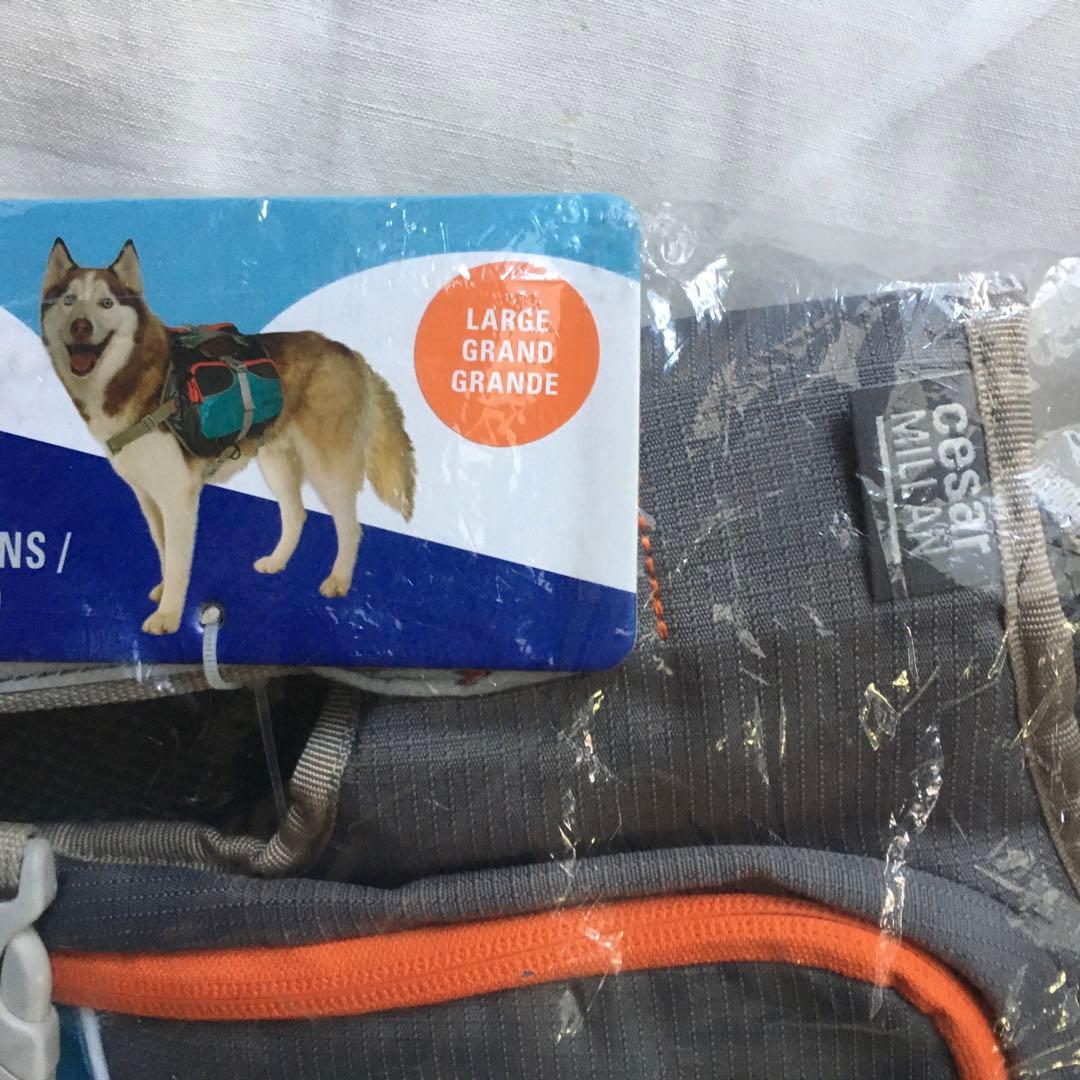 LARGE
GRAND
GRANDE
cesar
MILLAN
NS /